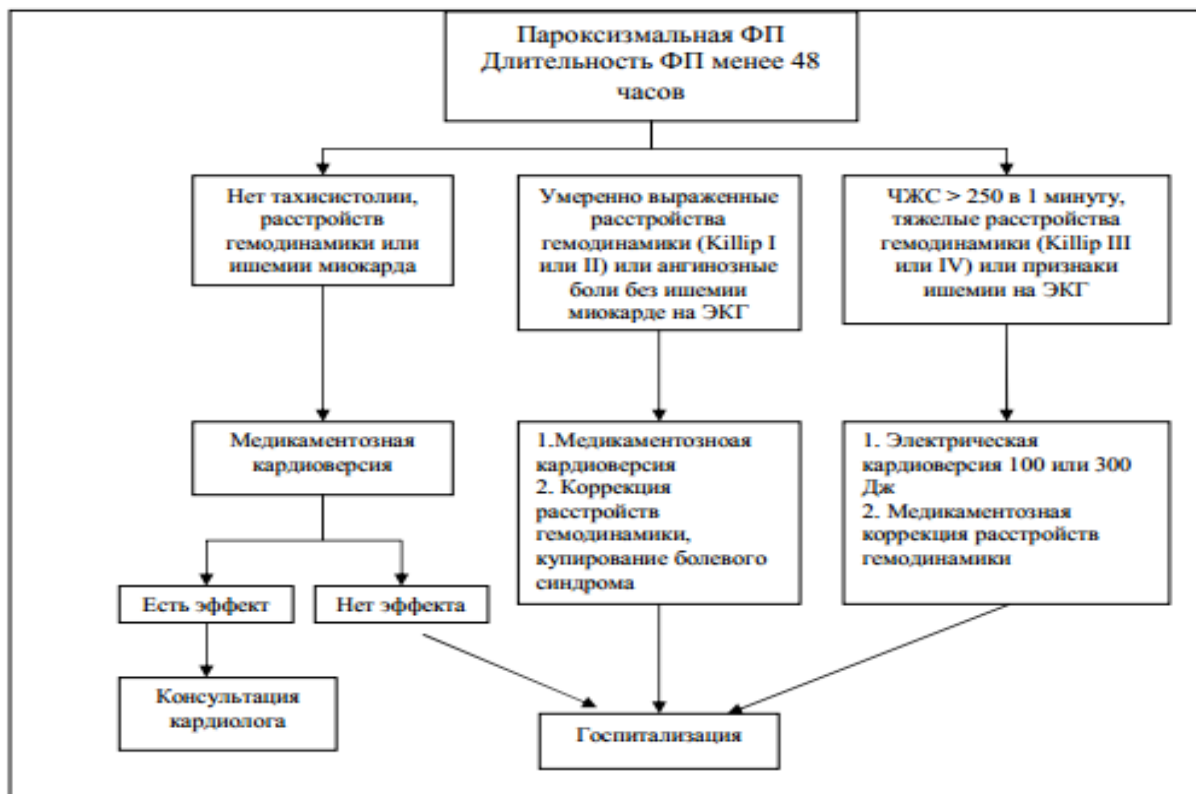 Пароксизмальная ФП
Длительность ФП менее 48
часов
Нет тахисистолии,
расстройств
гемодинамики или
ишемии миокарда
Умеренно выраженные
расстройства
гемодинамики (Killip I
или II) или ангинозные
боли без ишемии
миокарде на ЭКГ
ЧЖС > 250 в 1 минуту,
тяжелые расстройства
гемодинамики (Killip III
или IV) или признаки
ишемии на ЭКГ
Медикаментозная
кардиоверсия
1.Медикаментозноая
кардиоверсия
2. Коррекция
расстройств
гемодинамики,
купирование болевого
синдрома
1. Электрическая
кардиоверсия 100 или 300
Дж
2. Медикаментозная
коррекция расстройств
гемодинамики
Есть эффект
Нет эффекта
Консультация
кардиолога
Госпитализация